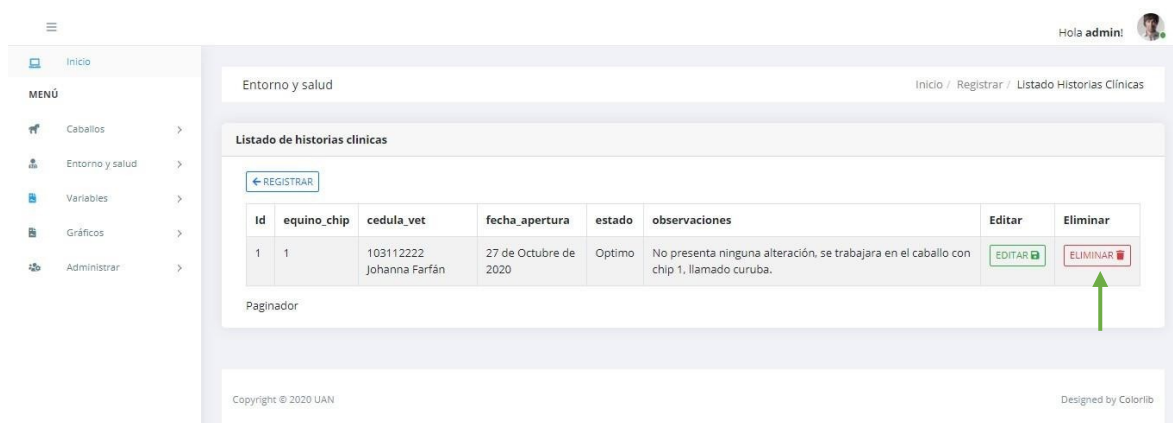 Hola admin!
Inicio
MENÚ
Caballos
Entorno y salud
Variables
Gráficos
Administrar
Entorno y salud
Inicio / Registrar / Listado Historias Clínicas
Listado de historias clinicas
REGISTRAR
Id equino_chip cedula_vet fecha_apertura estado observaciones Editar Eliminar
1 1 103112222 27 de Octubre de Optimo No presenta ninguna alteración, se trabajara en el caballo con EDITAR ELIMINAR
Johanna Farfán 2020 chip 1, llamado curuba.
Paginador
Copyright © 2020 UAN
Designed by Colorlib